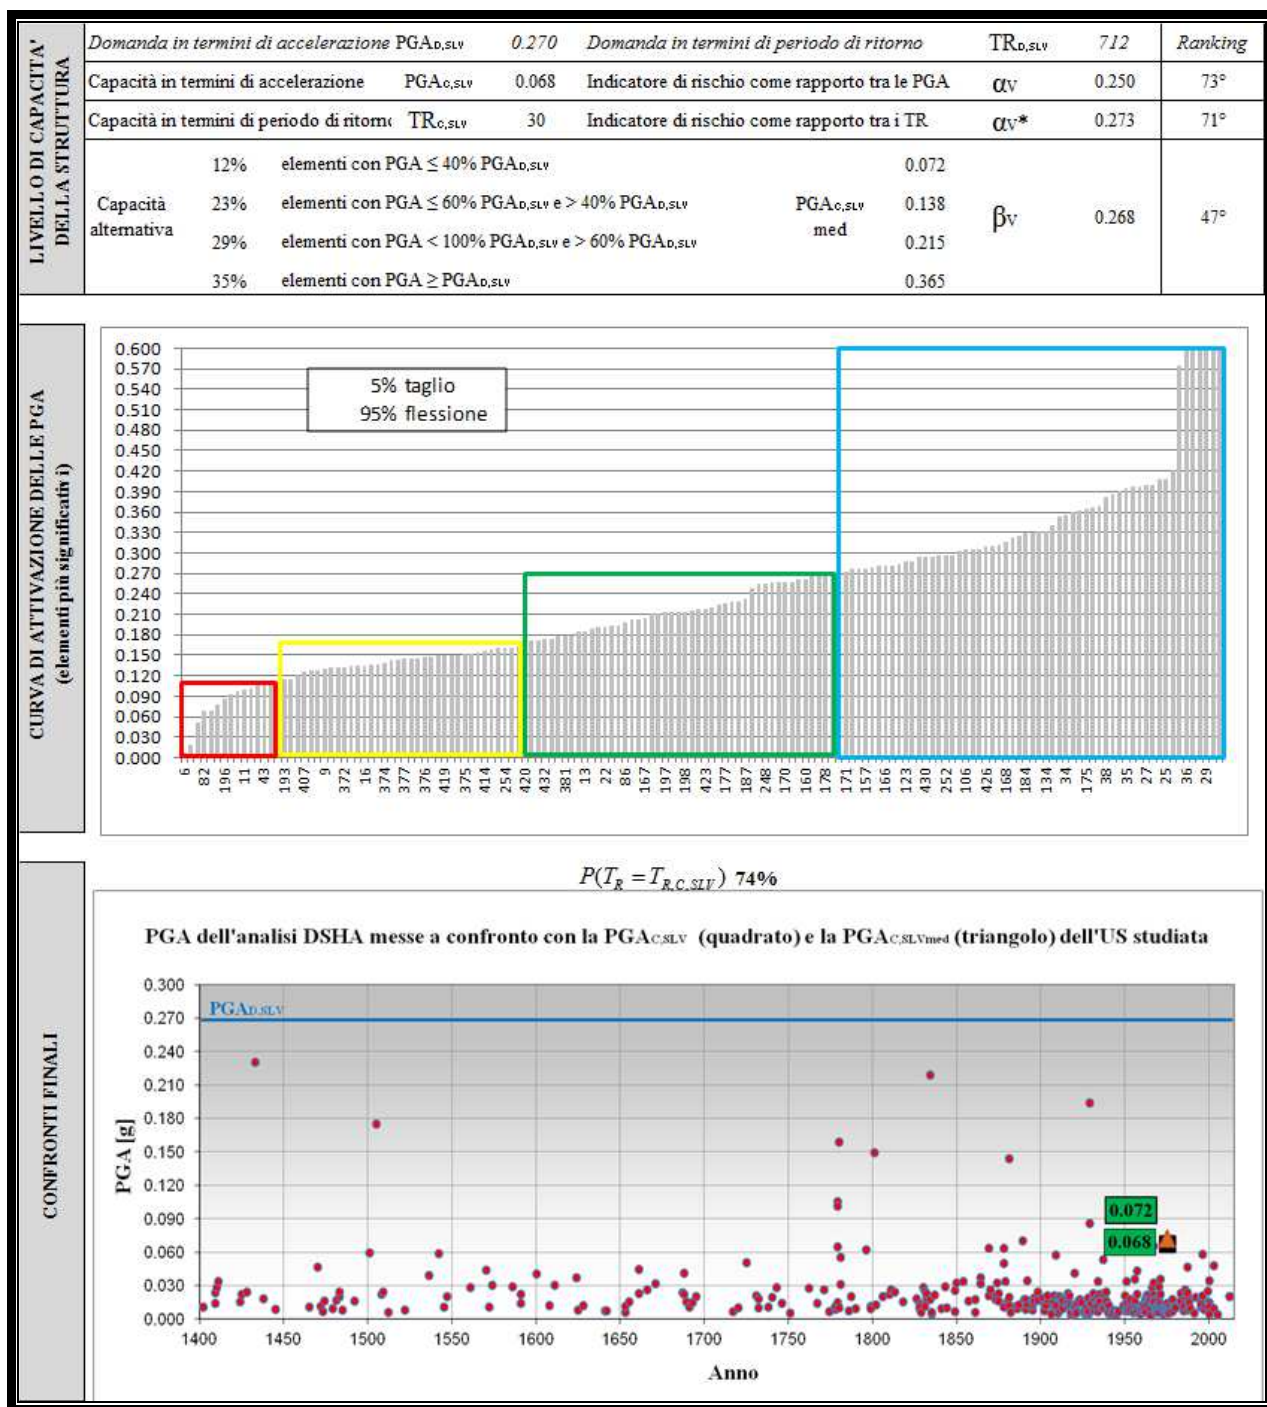 LIVELLO DI CAPACITA'
DELLA STRUTTURA
Domanda in termini di accelerazione PGAD,SLV 0.270 Domanda in termini di periodo di ritorno TRD,SLV 712 Ranking
Capacità in termini di accelerazione PGAC,SLV 0.068 Indicatore di rischio come rapporto tra le PGA αV 0.250 73°
Capacità in termini di periodo di ritorno TRC,SLV 30 Indicatore di rischio come rapporto tra i TR αV* 0.273 71°
Capacità
alternativa
12% elementi con PGA ≤ 40% PGAD,SLV 0.072
23% elementi con PGA ≤ 60% PGAD,SLV e > 40% PGAD,SLV 0.138
29% elementi con PGA < 100% PGAD,SLV e > 60% PGAD,SLV 0.215
35% elementi con PGA ≥ PGAD,SLV 0.365
PGAC,SLV
med
βV 0.268 47°
CURVA DI ATTIVAZIONE DELLE PGA
(elementi più significativi)
0.600
0.570
0.540
0.510
0.480
0.450
0.420
0.390
0.360
0.330
0.300
0.270
0.240
0.210
0.180
0.150
0.120
0.090
0.060
0.030
0.000
5% taglio
95% flessione
6 82 196 11 43 193 407 9 372 16 374 377 376 419 375 414 254 420 432 381 13 22 86 167 197 198 423 177 187 248 170 160 178 171 157 166 123 430 252 106 426 168 184 134 34 175 38 35 27 25 36 29
CONFRONTI FINALI
P(TR = TR,C,SLV) 74%
PGA dell'analisi DSHA messe a confronto con la PGAC,SLV (quadrato) e la PGAC,SLVmed (triangolo) dell'US studiata
PGA [g]
0.300
0.270
0.240
0.210
0.180
0.150
0.120
0.090
0.060
0.030
0.000
PGAD,SLV
0.072
0.068
1400 1450 1500 1550 1600 1650 1700 1750 1800 1850 1900 1950 2000
Anno